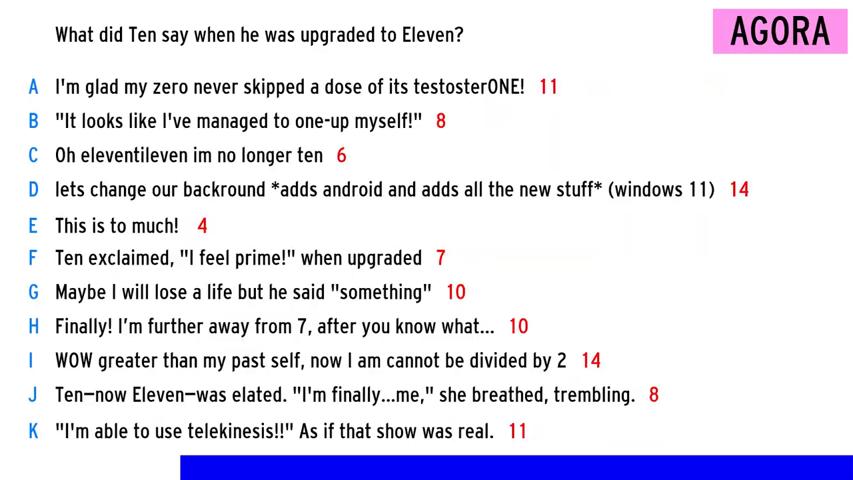 What did Ten say when he was upgraded to Eleven?
AGORA
A I'm glad my zero never skipped a dose of its testosterONE! 11
B "It looks like I've managed to one-up myself!" 8
C Oh eleventileven im no longer ten 6
D lets change our backround *adds android and adds all the new stuff* (windows 11) 14
E This is to much! 4
F Ten exclaimed, "I feel prime!" when upgraded 7
G Maybe I will lose a life but he said "something" 10
H Finally! I'm further away from 7, after you know what... 10
I WOW greater than my past self, now I am cannot be divided by 2 14
J Ten—now Eleven—was elated. "I'm finally...me," she breathed, trembling. 8
K "I'm able to use telekinesis!!" As if that show was real. 11